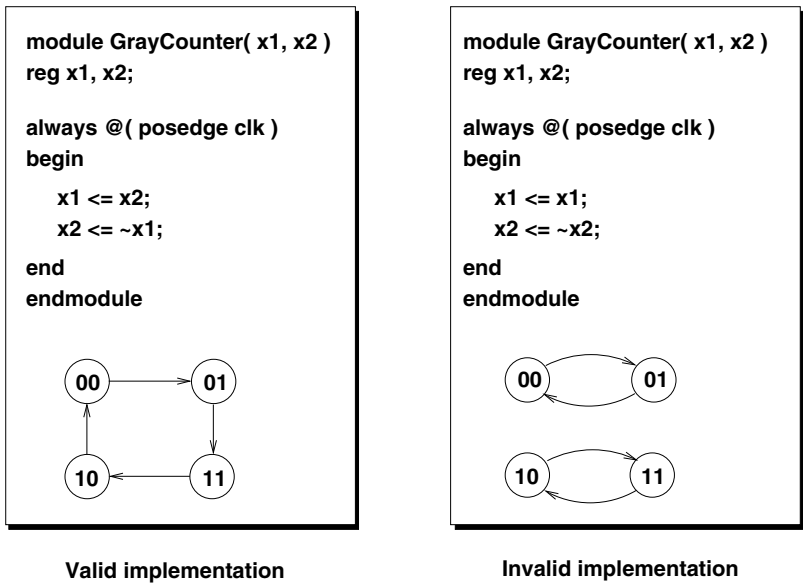 module GrayCounter( x1, x2 )
reg x1, x2;
always @( posedge clk )
begin
x1 <= x2;
x2 <= ~x1;
end
endmodule
00
01
10
11
Valid implementation
module GrayCounter( x1, x2 )
reg x1, x2;
always @( posedge clk )
begin
x1 <= x1;
x2 <= ~x2;
end
endmodule
00
01
10
11
Invalid implementation